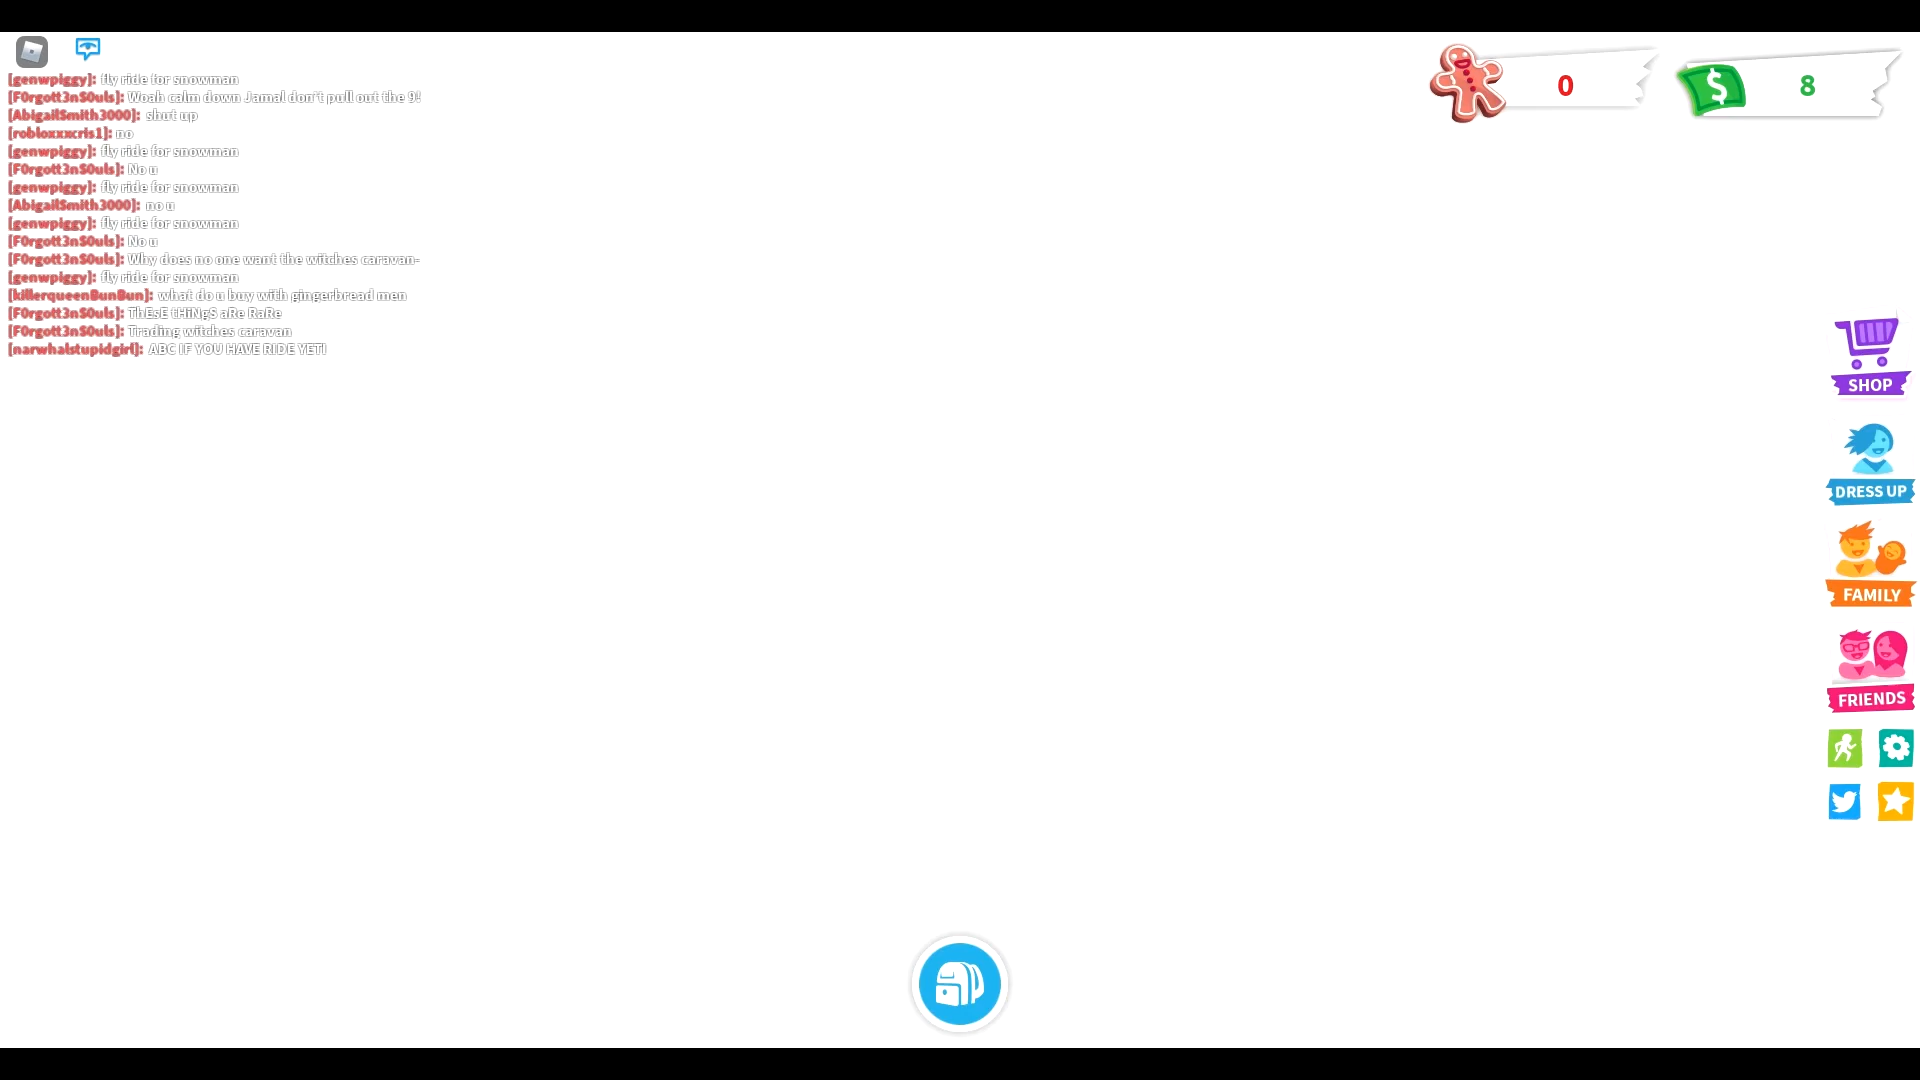 [genwpiggy]: fly ride for snowman
[F0rgott3nS0uls]: Woah calm down Jamal don't pull out the 9!
[AbigailSmith3000]: shut up
[robloxxxcris1]: no
[genwpiggy]: fly ride for snowman
[F0rgott3nS0uls]: No u
[genwpiggy]: fly ride for snowman
[AbigailSmith3000]: no u
[genwpiggy]: fly ride for snowman
[F0rgott3nS0uls]: No u
[F0rgott3nS0uls]: Why does no one want the witches caravan-
[genwpiggy]: fly ride for snowman
[killerqueenBunBun]: what do u buy with gingerbread men
[F0rgott3nS0uls]: ThEsE tHiNgS aRe RaRe
[F0rgott3nS0uls]: Trading witches caravan
[narwhalstupidgirl]: ABC IF YOU HAVE RIDE YETI
0
$ 8
SHOP
DRESS UP
FAMILY
FRIENDS